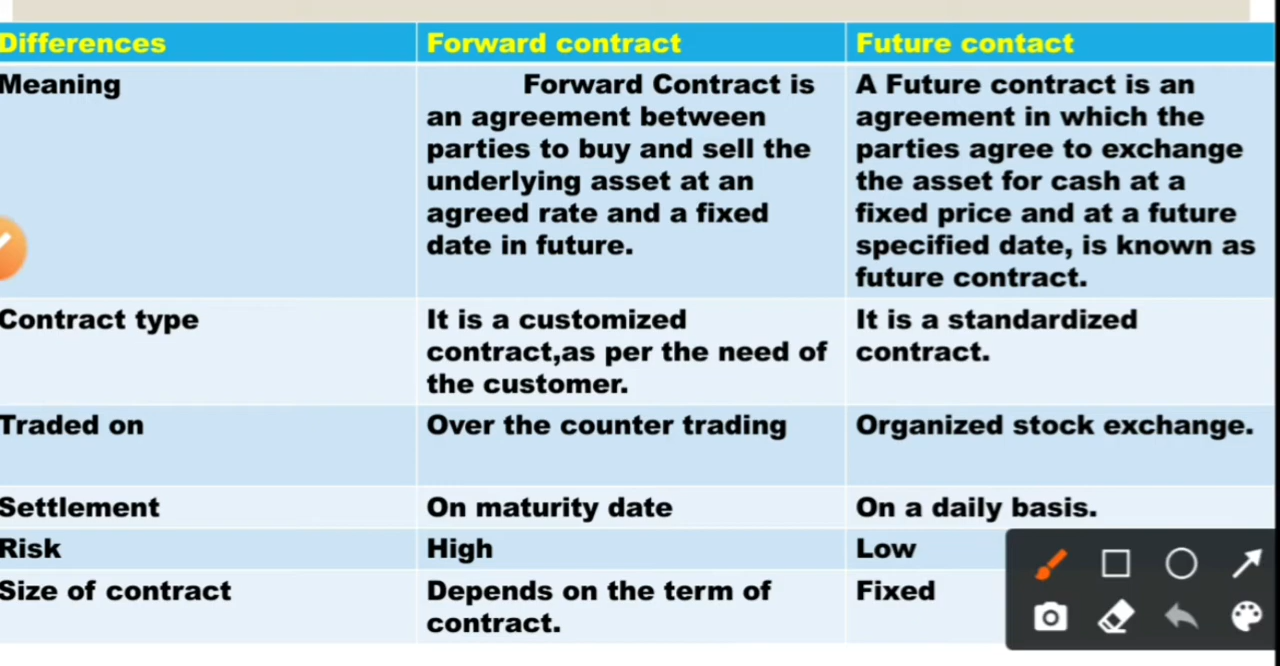 Differences
Forward contract
Future contact
Meaning
Forward Contract is
an agreement between
parties to buy and sell the
underlying asset at an
agreed rate and a fixed
date in future.
A Future contract is an
agreement in which the
parties agree to exchange
the asset for cash at a
fixed price and at a future
specified date, is known as
future contract.
Contract type
It is a customized
contract,as per the need of
the customer.
It is a standardized
contract.
Traded on
Over the counter trading
Organized stock exchange.
Settlement
On maturity date
On a daily basis.
Risk
High
Low
Size of contract
Depends on the term of
contract.
Fixed